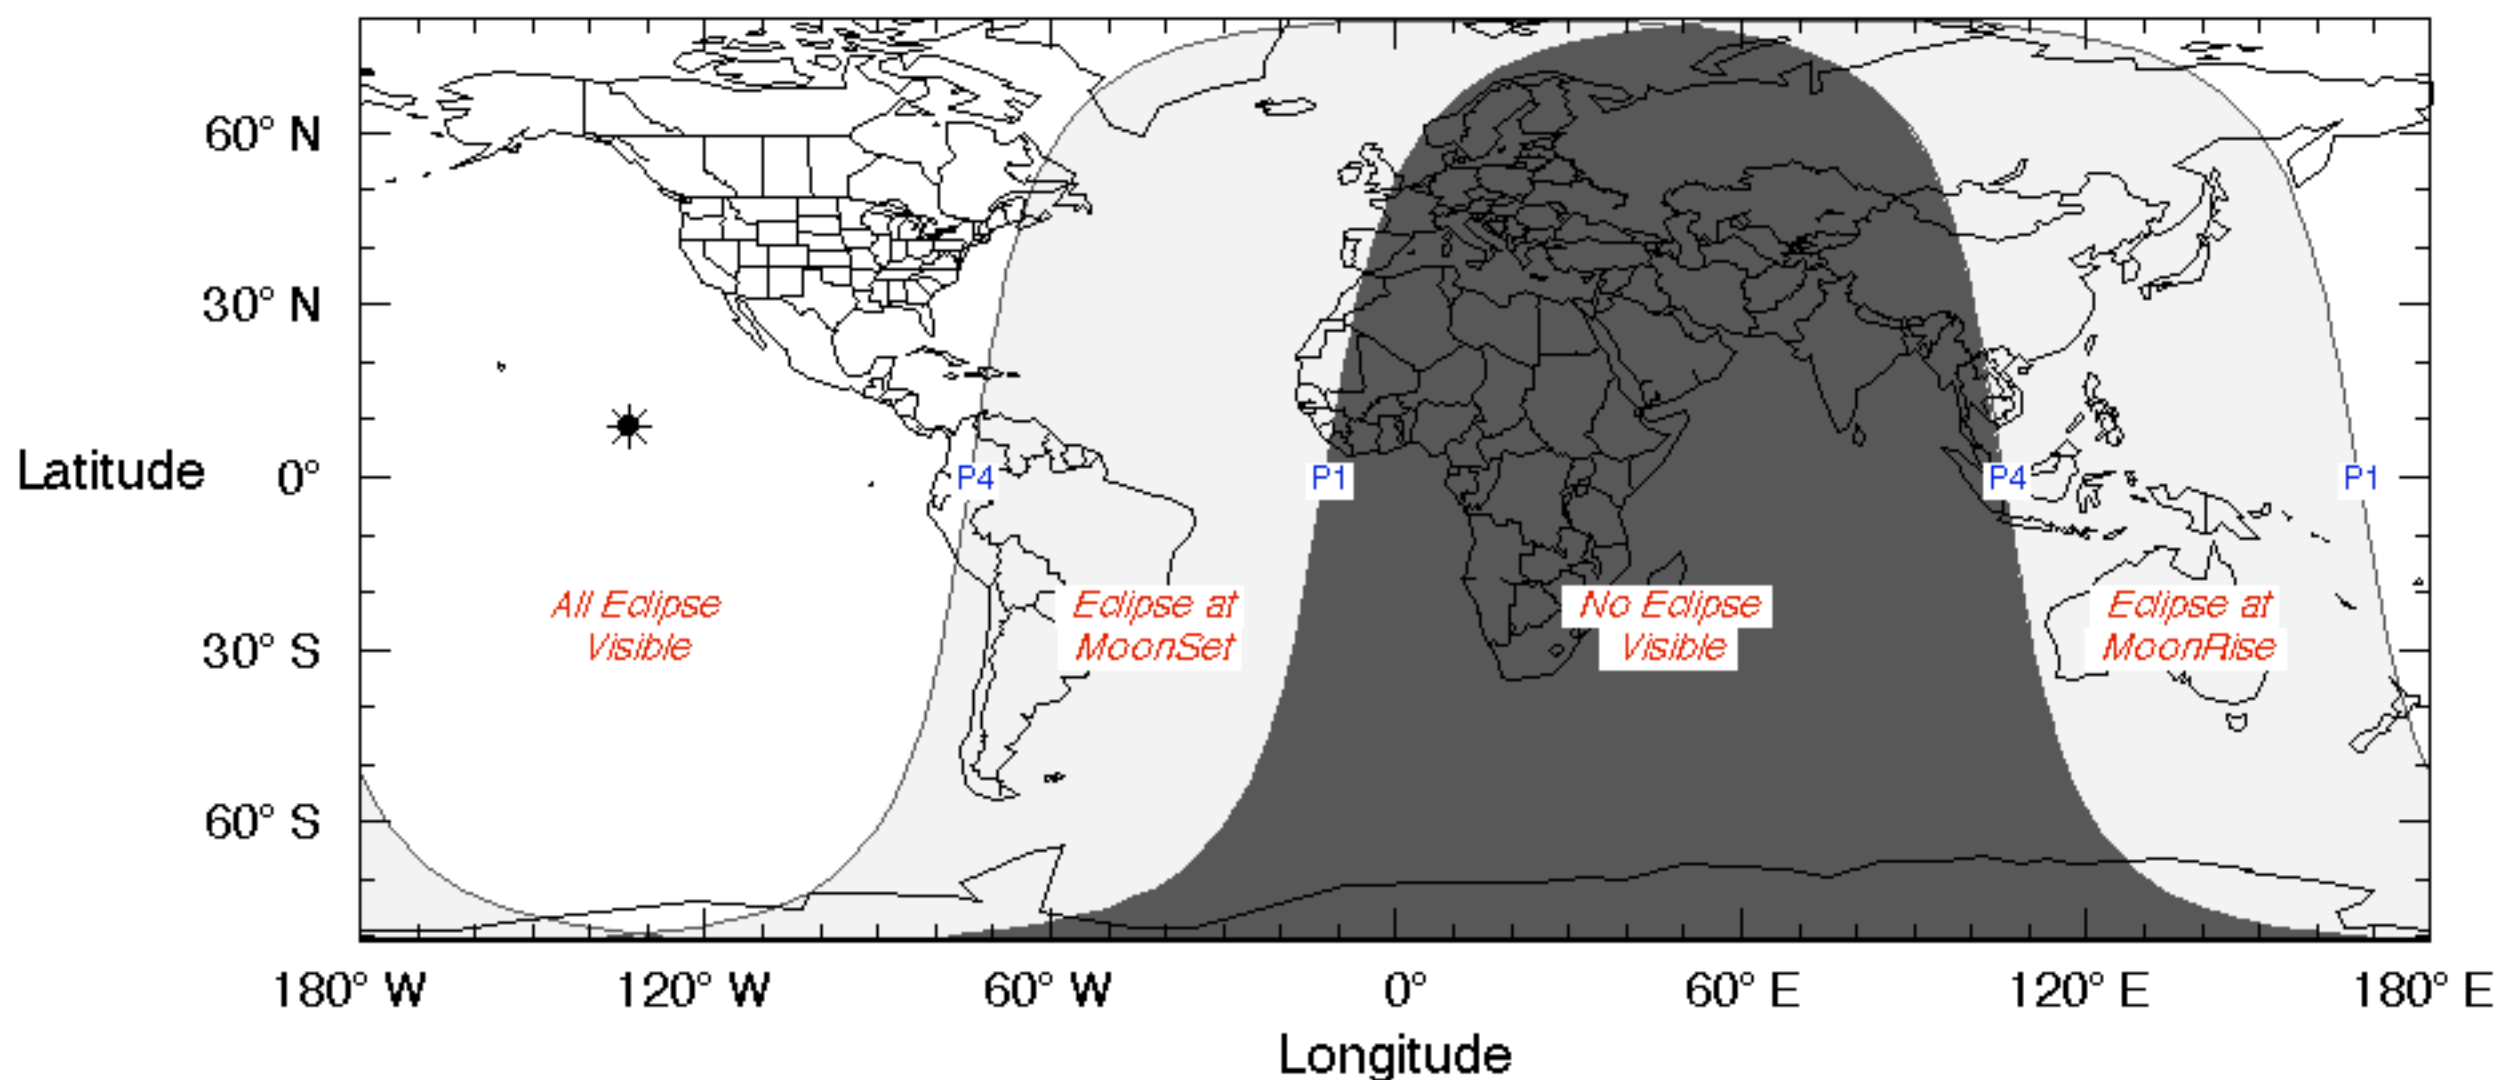 60° N
30° N
Latitude 0°
P4 P1 P4 P1
All Eclipse
Visible
Eclipse at
MoonSet
No Eclipse
Visible
Eclipse at
MoonRise
30° S
60° S
180° W 120° W 60° W 0° 60° E 120° E 180° E
Longitude